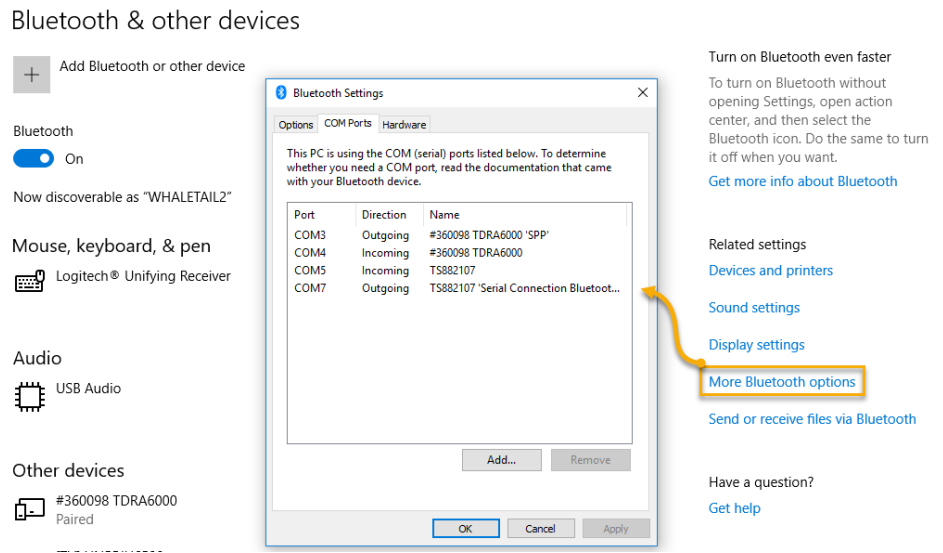 Bluetooth & other devices
Add Bluetooth or other device
Bluetooth
On
Now discoverable as “WHALETAIL2”
Mouse, keyboard, & pen
Logitech® Unifying Receiver
Audio
USB Audio
Other devices
#360098 TDRA6000
Paired
Bluetooth Settings
Options COM Ports Hardware
This PC is using the COM (serial) ports listed below. To determine
whether you need a COM port, read the documentation that came
with your Bluetooth device.
Port Direction Name
COM3 Outgoing #360098 TDRA6000 'SPP'
COM4 Incoming #360098 TDRA6000
COM5 Incoming TS882107
COM7 Outgoing TS882107 'Serial Connection Bluetoot...
Add... Remove
OK Cancel Apply
Turn on Bluetooth even faster
To turn on Bluetooth without
opening Settings, open action
center, and then select the
Bluetooth icon. Do the same to turn
it off when you want.
Get more info about Bluetooth
Related settings
Devices and printers
Sound settings
Display settings
More Bluetooth options
Send or receive files via Bluetooth
Have a question?
Get help